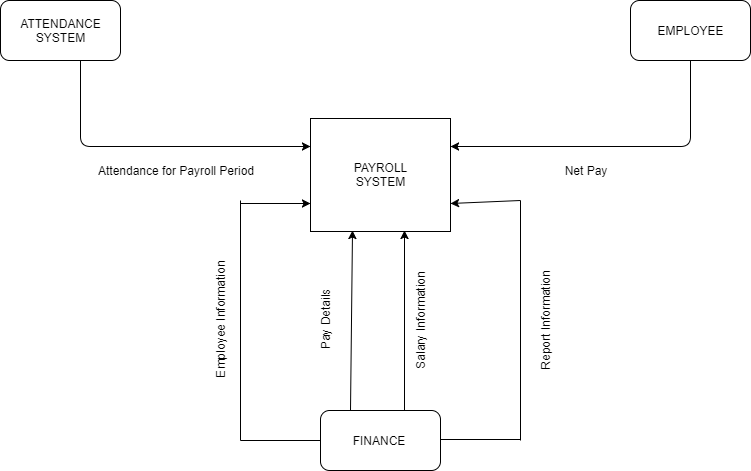 ATTENDANCE
SYSTEM
EMPLOYEE
PAYROLL
SYSTEM
Attendance for Payroll Period
Net Pay
Employee Information
Pay Details
Salary Information
Report Information
FINANCE